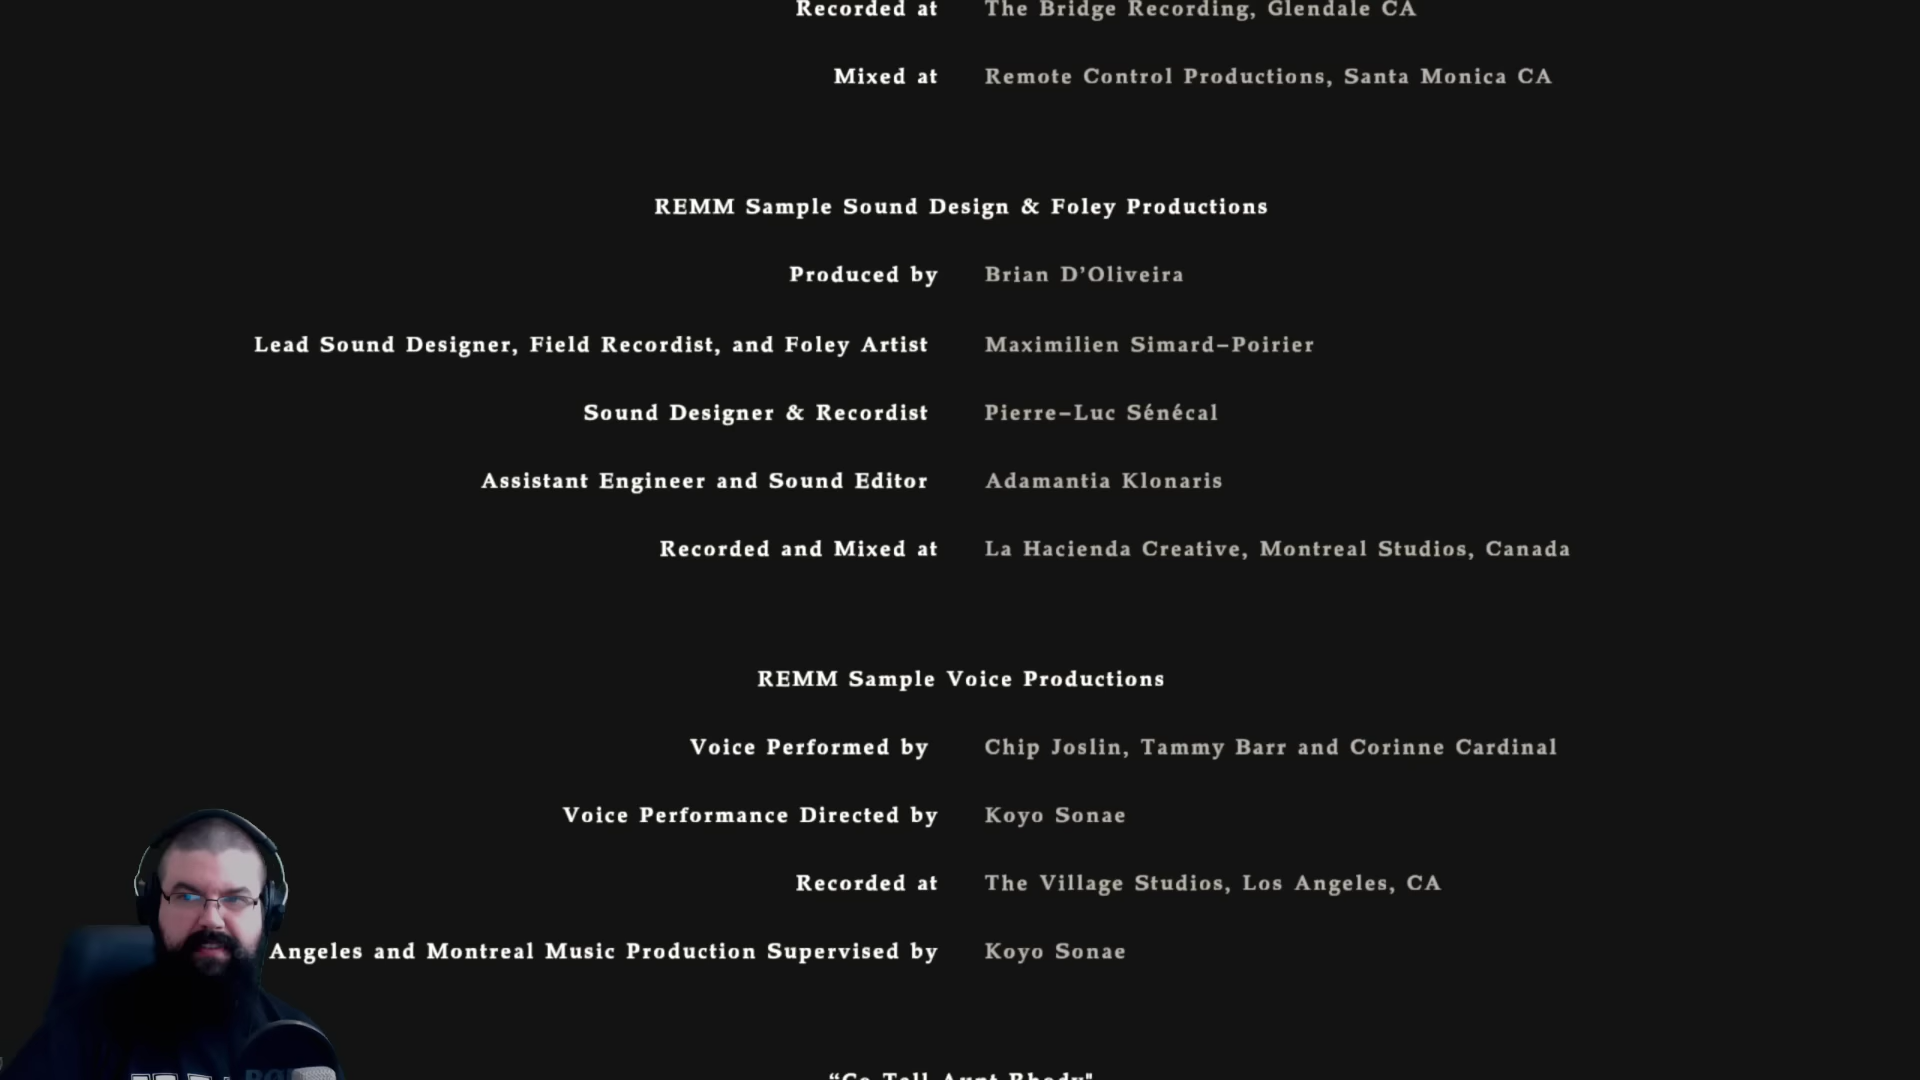 Recorded at The Bridge Recording, Glendale CA
Mixed at Remote Control Productions, Santa Monica CA
REMM Sample Sound Design & Foley Productions
Produced by Brian D’Oliveira
Lead Sound Designer, Field Recordist, and Foley Artist Maximilien Simard–Poirier
Sound Designer & Recordist Pierre–Luc Sénécal
Assistant Engineer and Sound Editor Adamantia Klonaris
Recorded and Mixed at La Hacienda Creative, Montreal Studios, Canada
REMM Sample Voice Productions
Voice Performed by Chip Joslin, Tammy Barr and Corinne Cardinal
Voice Performance Directed by Koyo Sonae
Recorded at The Village Studios, Los Angeles, CA
Angeles and Montreal Music Production Supervised by Koyo Sonae
“Go Tell Aunt Rhody"